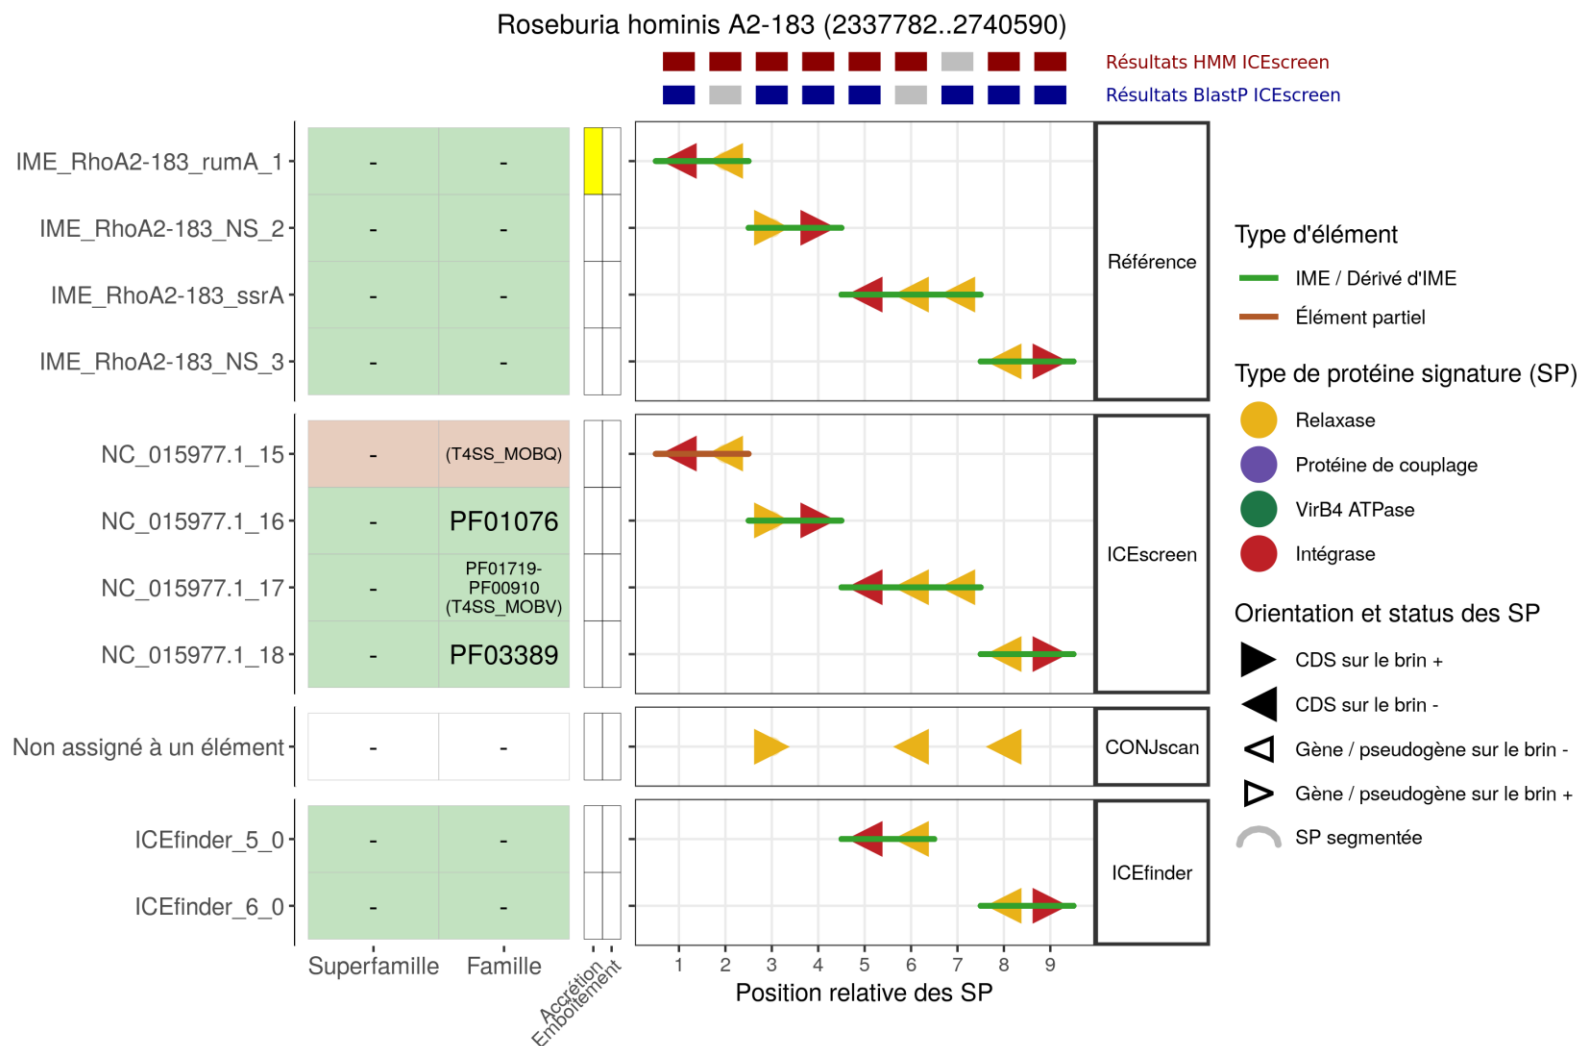 Roseburia hominis A2-183 (2337782..2740590)
Résultats HMM ICEscreen
Résultats BlastP ICEscreen
IME_RhoA2-183_rumA_1 - -
IME_RhoA2-183_NS_2 - -
IME_RhoA2-183_ssrA - -
IME_RhoA2-183_NS_3 - -
Référence
NC_015977.1_15 - (T4SS_MOBQ)
NC_015977.1_16 - PF01076
NC_015977.1_17 - PF01719-
PF00910
(T4SS_MOBV)
NC_015977.1_18 - PF03389
ICEscreen
Non assigné à un élément - -
CONJscan
ICEfinder_5_0 - -
ICEfinder_6_0 - -
ICEfinder
Superfamille Famille
Accrétion
Emboîtement
1 2 3 4 5 6 7 8 9
Position relative des SP
Type d'élément
IME / Dérivé d'IME
Élément partiel
Type de protéine signature (SP)
Relaxase
Protéine de couplage
VirB4 ATPase
Intégrase
Orientation et status des SP
CDS sur le brin +
CDS sur le brin -
Gène / pseudogène sur le brin -
Gène / pseudogène sur le brin +
SP segmentée